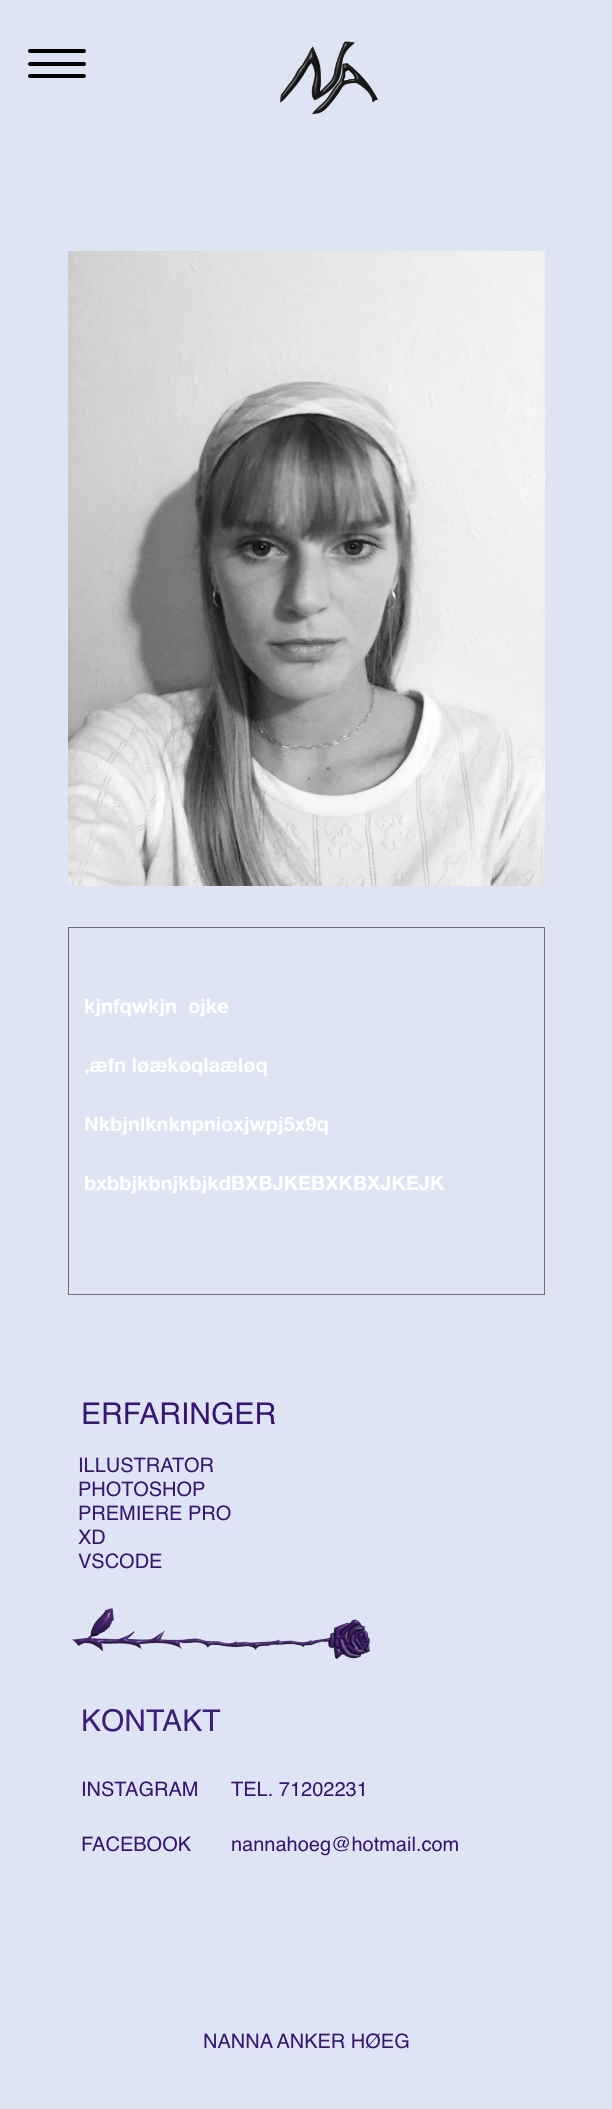 NA
kjnfqwkjn  ojke
,æfn løækøqlaæløq
Nkbjnlknknpnioxjwpj5x9q
bxbbjkbnjkbjkdBXBJKEBXKBXJKEJK
ERFARINGER
ILLUSTRATOR
PHOTOSHOP
PREMIERE PRO
XD
VSCODE
KONTAKT
INSTAGRAM TEL. 71202231
FACEBOOK nannahoeg@hotmail.com
NANNA ANKER HØEG